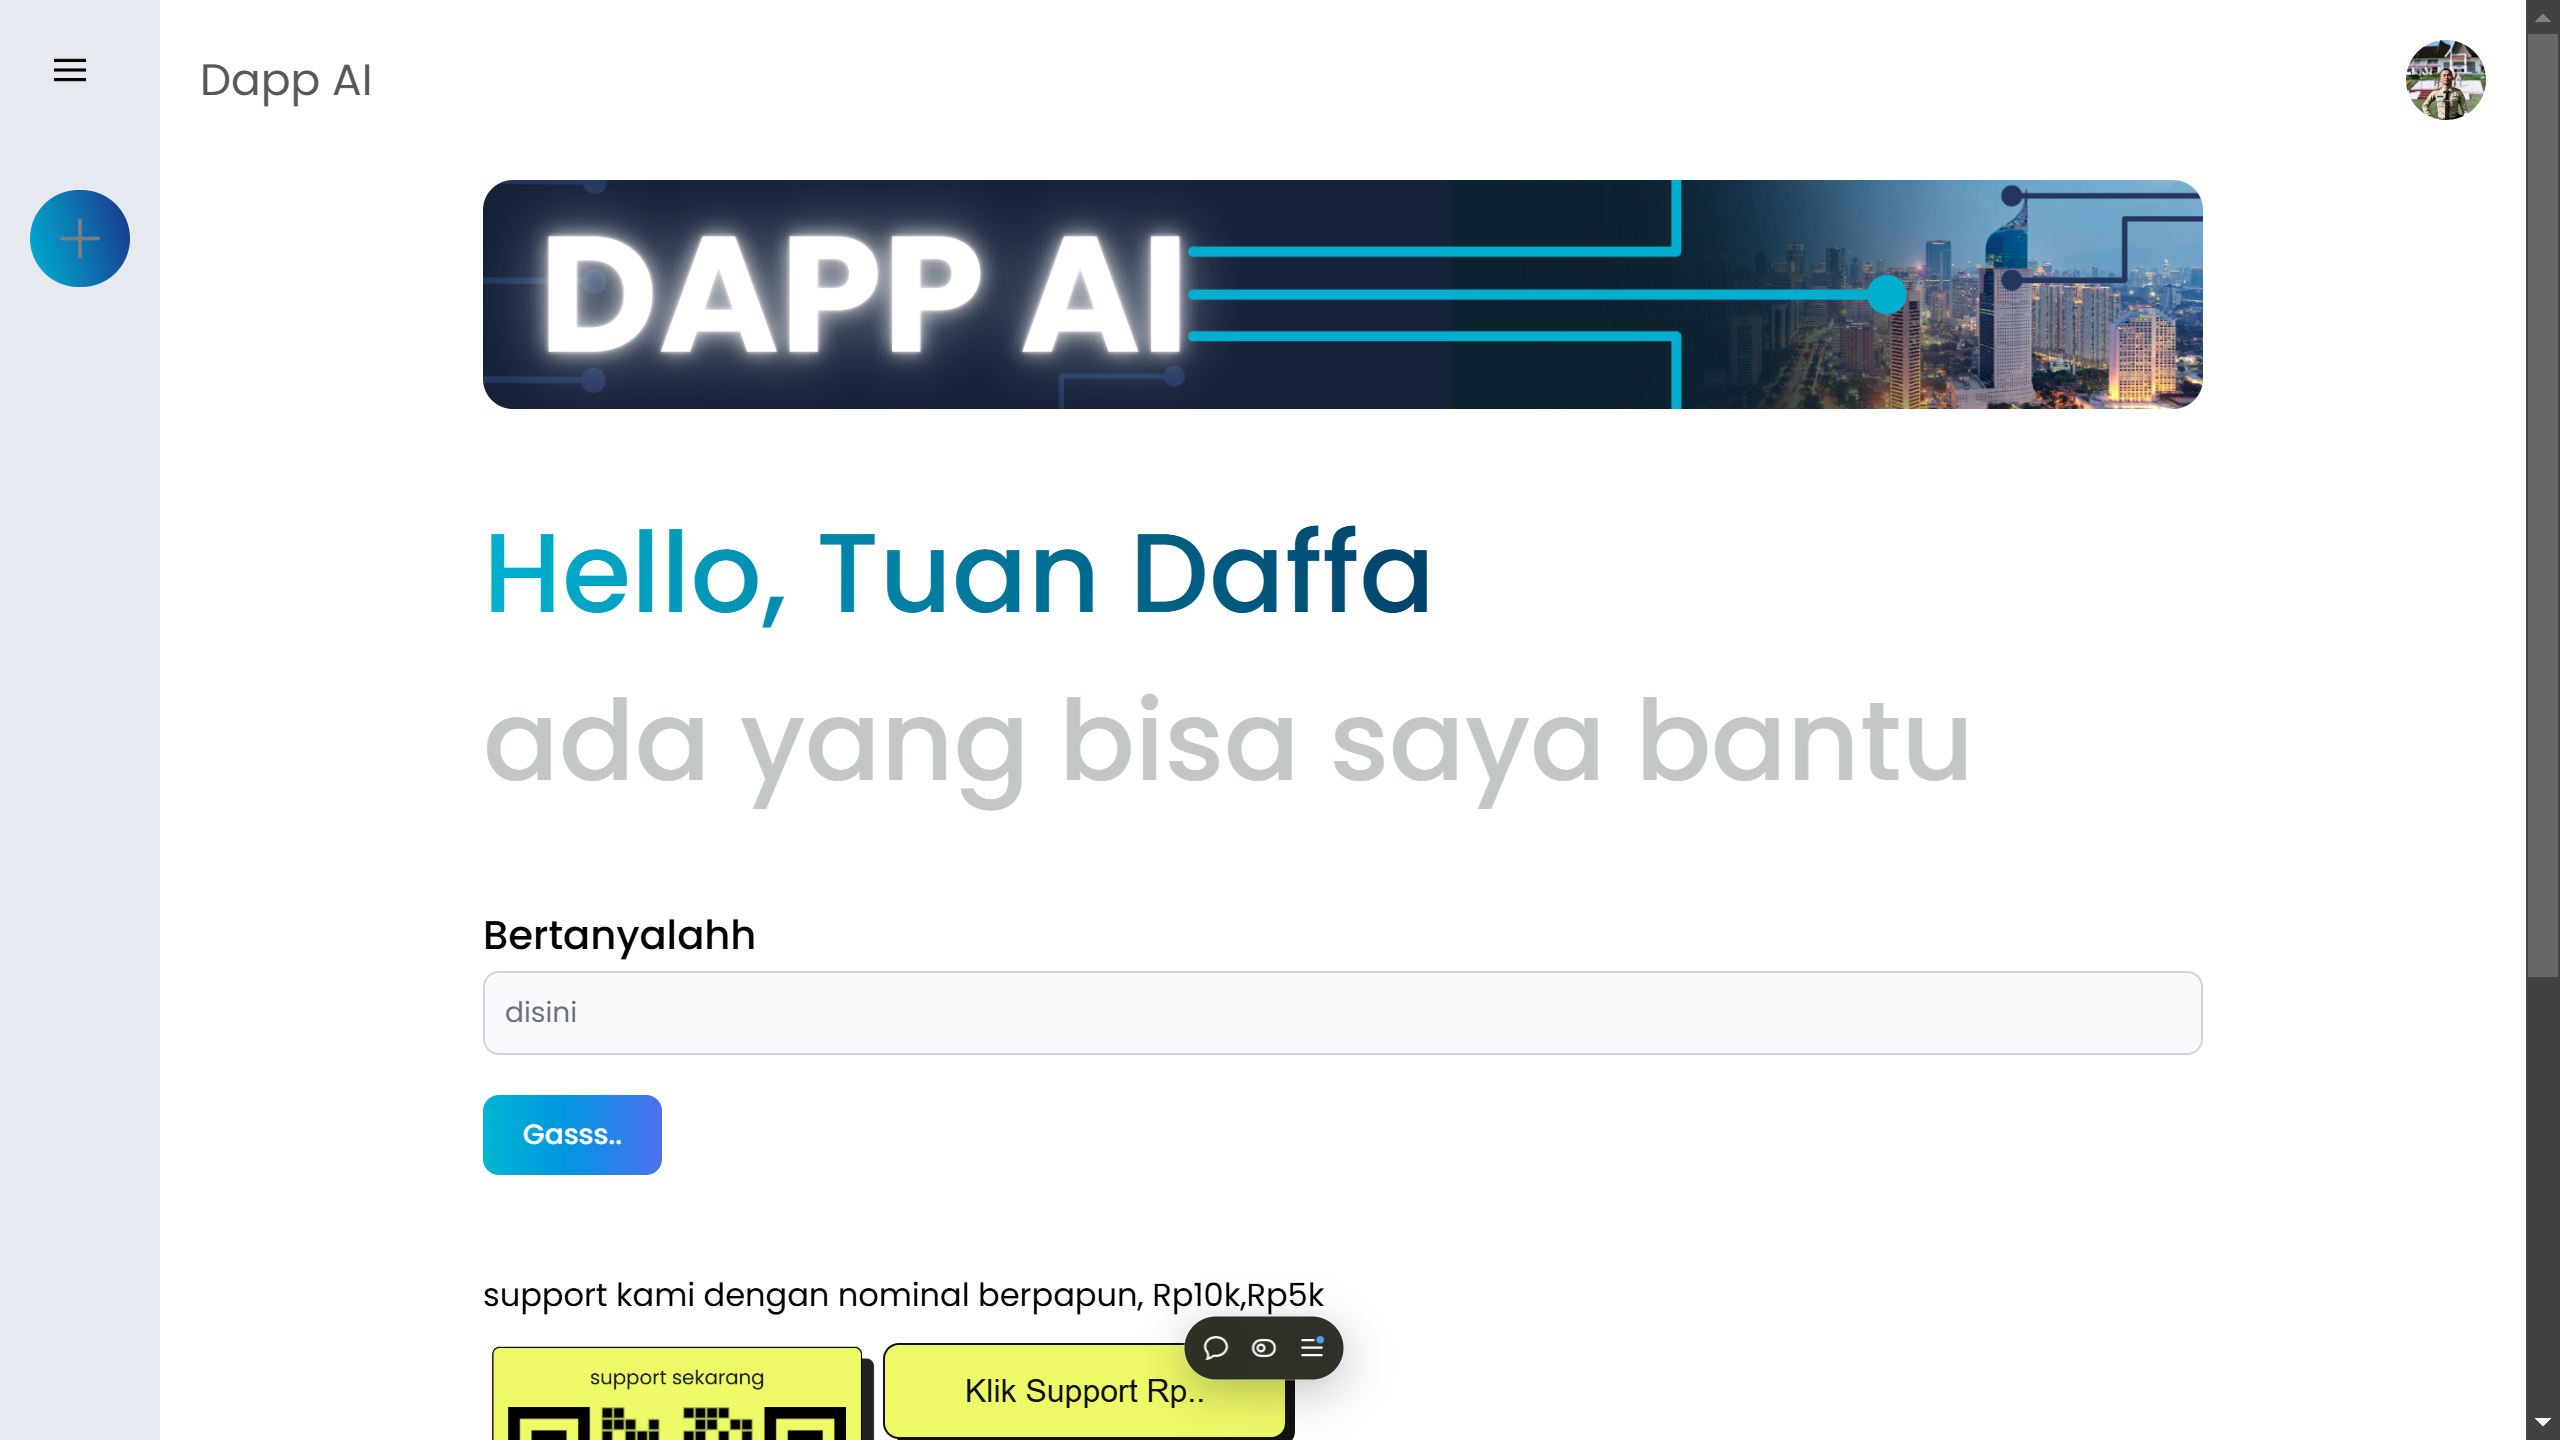 Dapp AI
DAPP AI
Hello, Tuan Daffa
ada yang bisa saya bantu
Bertanyalahh
disini
Gasss..
support kami dengan nominal berpapun, Rp10k,Rp5k
support sekarang
Klik Support Rp..